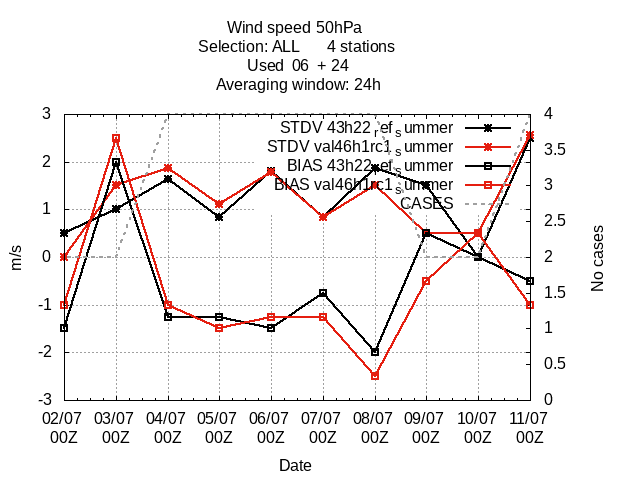 Wind speed 50hPa
Selection: ALL 4 stations
Used 06 + 24
Averaging window: 24h
STDV 43h22_ref_summer
STDV val46h1rc1_summer
BIAS 43h22_ref_summer
BIAS val46h1rc1_summer
CASES
3
2
1
0
-1
-2
-3
m/s
4
3.5
3
2.5
2
1.5
1
0.5
0
No cases
02/07 03/07 04/07 05/07 06/07 07/07 08/07 09/07 10/07 11/07
00Z 00Z 00Z 00Z 00Z 00Z 00Z 00Z 00Z 00Z
Date